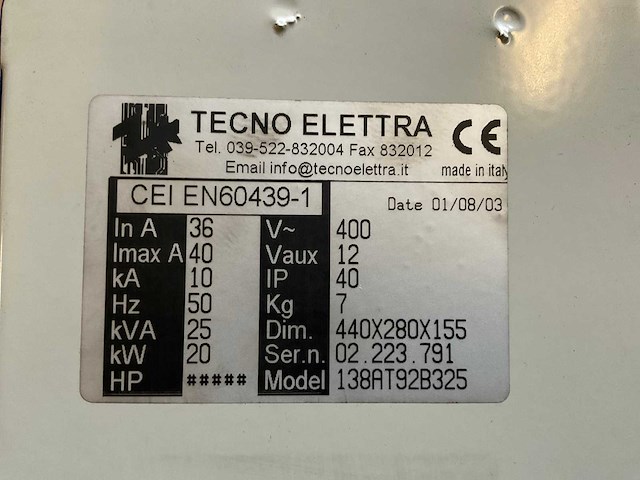 TECNO ELETTRA
CE
Tel. 039-522-832004 Fax 832012
Email info@tecnoelettra.it
made in italy
CEI EN60439-1
Date 01/08/03
In A 36 V~ 400
Imax A 40 Vaux 12
kA 10 IP 40
Hz 50 Kg 7
kVA 25 Dim. 440X280X155
kW 20 Ser.n. 02.223.791
HP ##### Model 138AT92B325